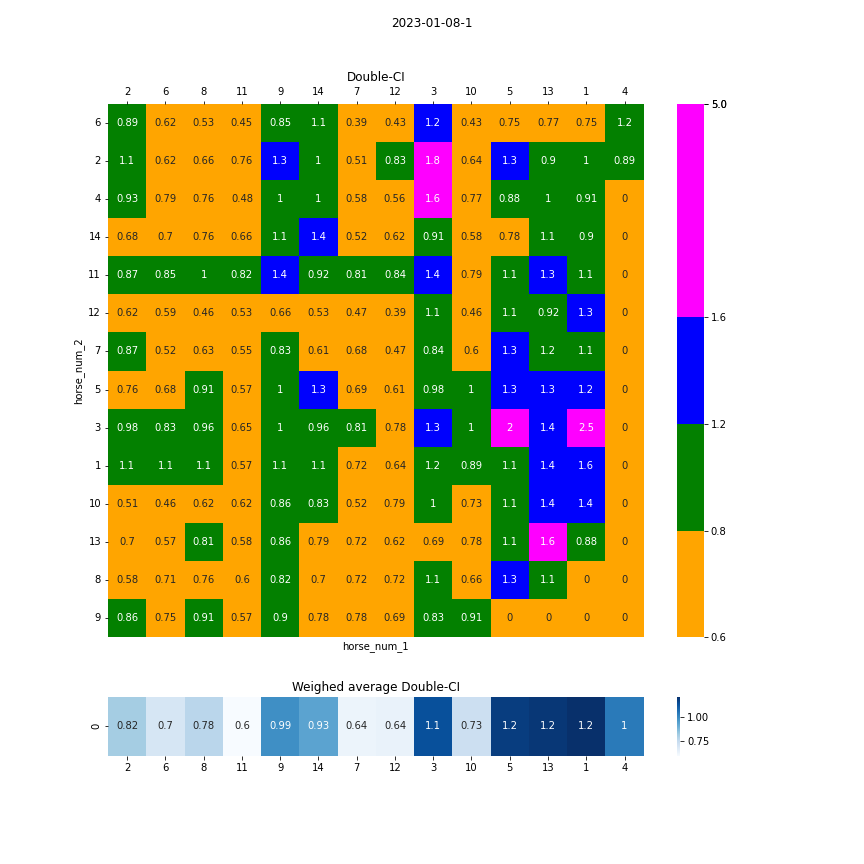 2023-01-08-1
Double-CI
2 6 8 11 9 14 7 12 3 10 5 13 1 4
5.0
6 0.89 0.62 0.53 0.45 0.85 1.1 0.39 0.43 1.2 0.43 0.75 0.77 0.75 1.2
2 1.1 0.62 0.66 0.76 1.3 1 0.51 0.83 1.8 0.64 1.3 0.9 1 0.89
4 0.93 0.79 0.76 0.48 1 1 0.58 0.56 1.6 0.77 0.88 1 0.91 0
14 0.68 0.7 0.76 0.66 1.1 1.4 0.52 0.62 0.91 0.58 0.78 1.1 0.9 0
11 0.87 0.85 1 0.82 1.4 0.92 0.81 0.84 1.4 0.79 1.1 1.3 1.1 0
12 0.62 0.59 0.46 0.53 0.66 0.53 0.47 0.39 1.1 0.46 1.1 0.92 1.3 0
1.6
7 0.87 0.52 0.63 0.55 0.83 0.61 0.68 0.47 0.84 0.6 1.3 1.2 1.1 0
horse_num_2
5 0.76 0.68 0.91 0.57 1 1.3 0.69 0.61 0.98 1 1.3 1.3 1.2 0
3 0.98 0.83 0.96 0.65 1 0.96 0.81 0.78 1.3 1 2 1.4 2.5 0
1.2
1 1.1 1.1 1.1 0.57 1.1 1.1 0.72 0.64 1.2 0.89 1.1 1.4 1.6 0
10 0.51 0.46 0.62 0.62 0.86 0.83 0.52 0.79 1 0.73 1.1 1.4 1.4 0
0.8
13 0.7 0.57 0.81 0.58 0.86 0.79 0.72 0.62 0.69 0.78 1.1 1.6 0.88 0
8 0.58 0.71 0.76 0.6 0.82 0.7 0.72 0.72 1.1 0.66 1.3 1.1 0 0
9 0.86 0.75 0.91 0.57 0.9 0.78 0.78 0.69 0.83 0.91 0 0 0 0
0.6
horse_num_1
Weighed average Double-CI
0 0.82 0.7 0.78 0.6 0.99 0.93 0.64 0.64 1.1 0.73 1.2 1.2 1.2 1
1.00
0.75
2 6 8 11 9 14 7 12 3 10 5 13 1 4